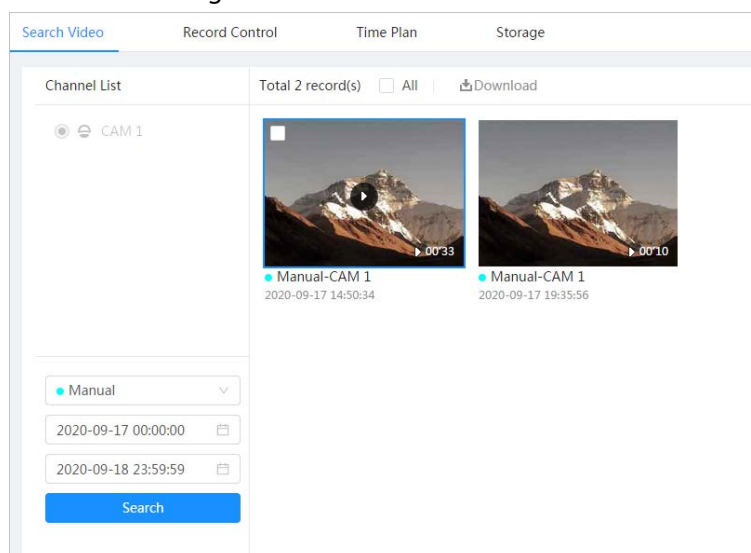 Search Video Record Control Time Plan Storage
Channel List
CAM 1
Total 2 record(s) All Download
00'33
Manual-CAM 1
2020-09-17 14:50:34
00'10
Manual-CAM 1
2020-09-17 19:35:56
Manual
2020-09-17 00:00:00
2020-09-18 23:59:59
Search